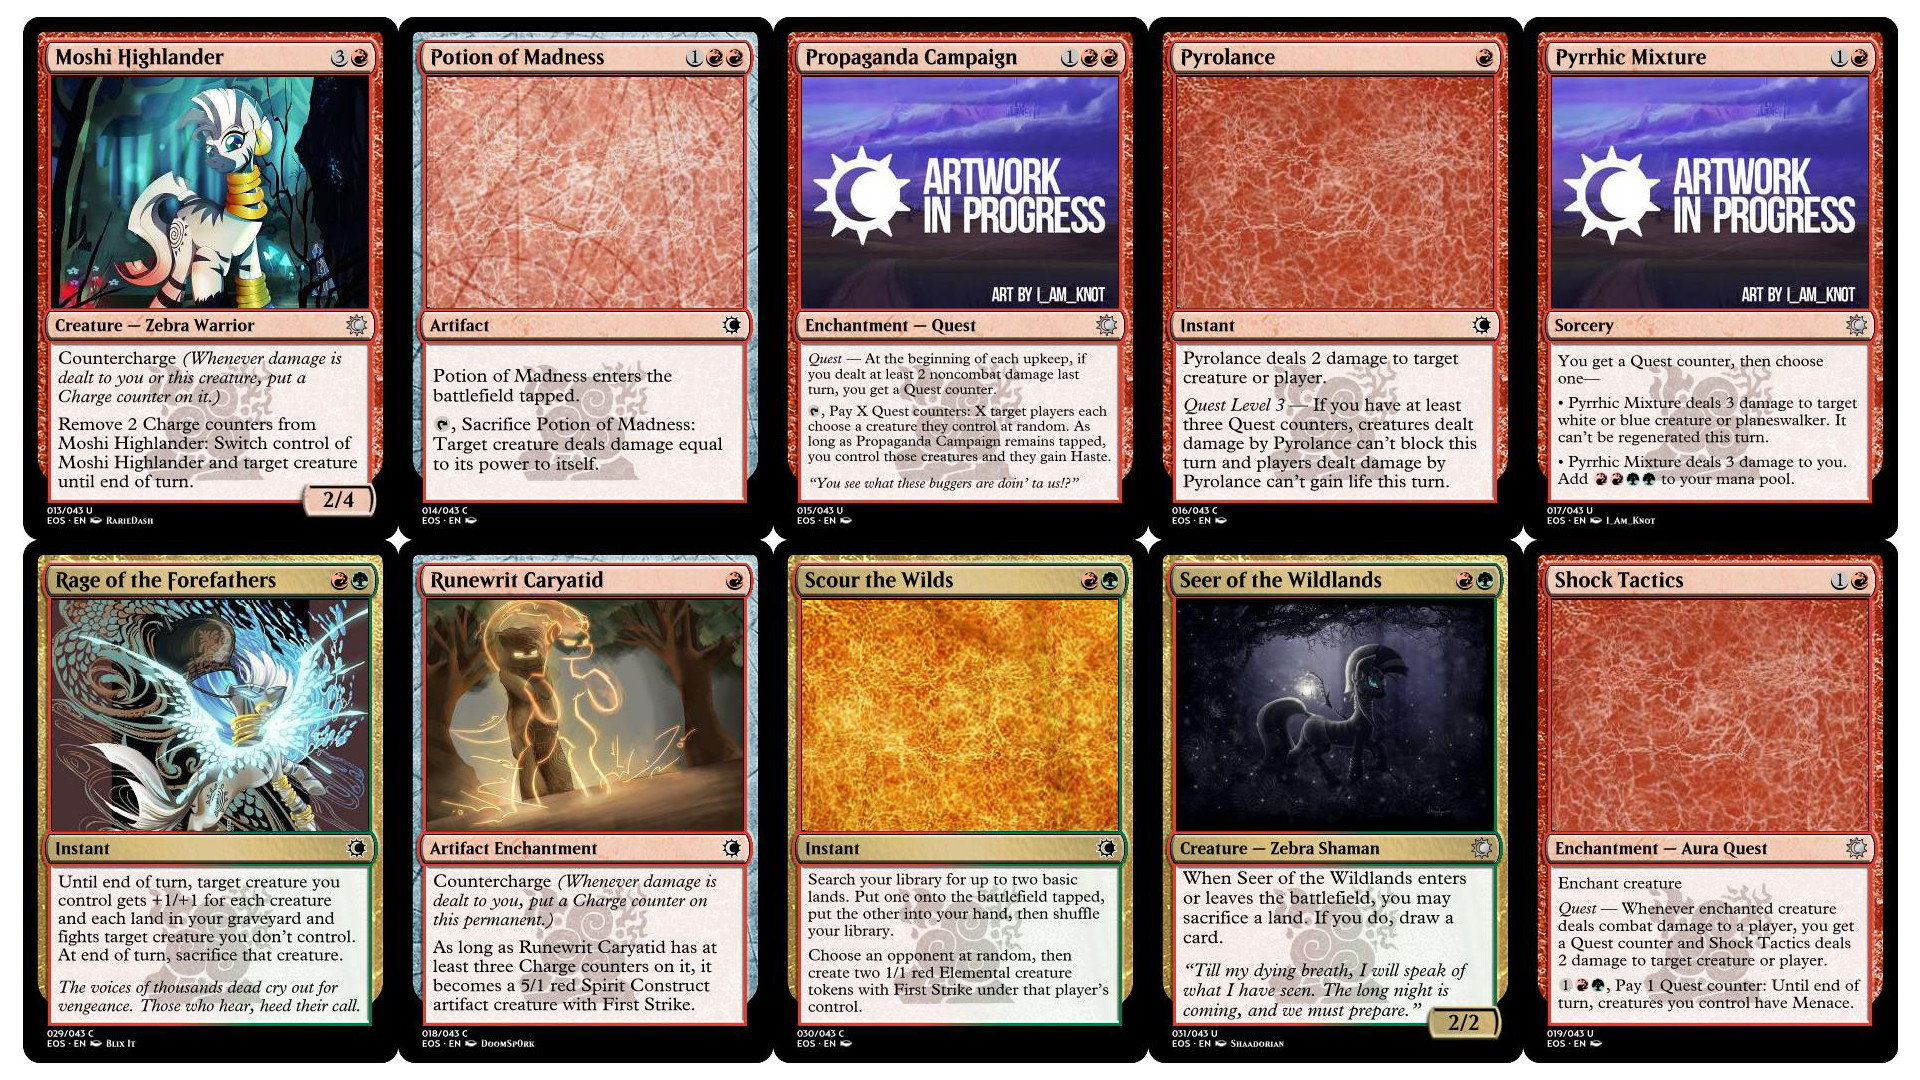 Moshi Highlander 3
Creature — Zebra Warrior
Countercharge (Whenever damage is
dealt to you or this creature, put a
Charge counter on it.)
Remove 2 Charge counters from
Moshi Highlander: Switch control of
Moshi Highlander and target creature
until end of turn.
2/4
013/043 U
EOS · EN RarieDash
Potion of Madness 1
Artifact
Potion of Madness enters the
battlefield tapped.
, Sacrifice Potion of Madness:
Target creature deals damage equal
to its power to itself.
014/043 C
EOS · EN
Propaganda Campaign 1
ARTWORK
IN PROGRESS
ART BY I_AM_KNOT
Enchantment — Quest
Quest — At the beginning of each upkeep, if
you dealt at least 2 noncombat damage last
turn, you get a Quest counter.
, Pay X Quest counters: X target players each
choose a creature they control at random. As
long as Propaganda Campaign remains tapped,
you control those creatures and they gain Haste.
“You see what these buggers are doin’ ta us!?”
015/043 U
EOS · EN
Pyrolance
Instant
Pyrolance deals 2 damage to target
creature or player.
Quest Level 3 — If you have at least
three Quest counters, creatures dealt
damage by Pyrolance can’t block this
turn and players dealt damage by
Pyrolance can’t gain life this turn.
016/043 C
EOS · EN
Pyrrhic Mixture 1
ARTWORK
IN PROGRESS
ART BY I_AM_KNOT
Sorcery
You get a Quest counter, then choose
one—
• Pyrrhic Mixture deals 3 damage to target
white or blue creature or planeswalker. It
can’t be regenerated this turn.
• Pyrrhic Mixture deals 3 damage to you.
Add to your mana pool.
017/043 U
EOS · EN I_Am_Knot
Rage of the Forefathers
Instant
Until end of turn, target creature you
control gets +1/+1 for each creature
and each land in your graveyard and
fights target creature you don’t control.
At end of turn, sacrifice that creature.
The voices of thousands dead cry out for
vengeance. Those who hear, heed their call.
029/043 C
EOS · EN Blix It
Runewrit Caryatid
Artifact Enchantment
Countercharge (Whenever damage is
dealt to you, put a Charge counter on
this permanent.)
As long as Runewrit Caryatid has at
least three Charge counters on it, it
becomes a 5/1 red Spirit Construct
artifact creature with First Strike.
018/043 C
EOS · EN DoomSp0rk
Scour the Wilds
Instant
Search your library for up to two basic
lands. Put one onto the battlefield tapped,
put the other into your hand, then shuffle
your library.
Choose an opponent at random, then
create two 1/1 red Elemental creature
tokens with First Strike under that player’s
control.
030/043 C
EOS · EN
Seer of the Wildlands
Creature — Zebra Shaman
When Seer of the Wildlands enters
or leaves the battlefield, you may
sacrifice a land. If you do, draw a
card.
“Till my dying breath, I will speak of
what I have seen. The long night is
coming, and we must prepare.”
2/2
031/043 U
EOS · EN Shaadorian
Shock Tactics 1
Enchantment — Aura Quest
Enchant creature
Quest — Whenever enchanted creature
deals combat damage to a player, you get
a Quest counter and Shock Tactics deals
2 damage to target creature or player.
1 , Pay 1 Quest counter: Until end of
turn, creatures you control have Menace.
019/043 U
EOS · EN